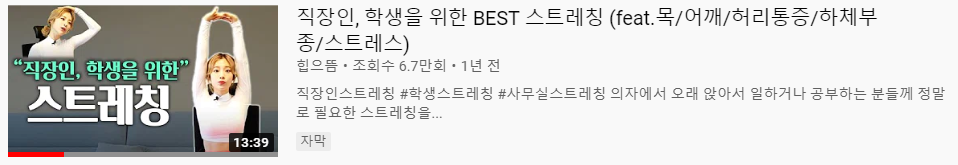 "직장인, 학생을 위한"
스트레칭
13:39
직장인, 학생을 위한 BEST 스트레칭 (feat.목/어깨/허리통증/하체부
종/스트레스)
힙으뜸 • 조회수 6.7만회 • 1년 전
직장인스트레칭 #학생스트레칭 #사무실스트레칭 의자에서 오래 앉아서 일하거나 공부하는 분들께 정말
로 필요한 스트레칭을...
자막